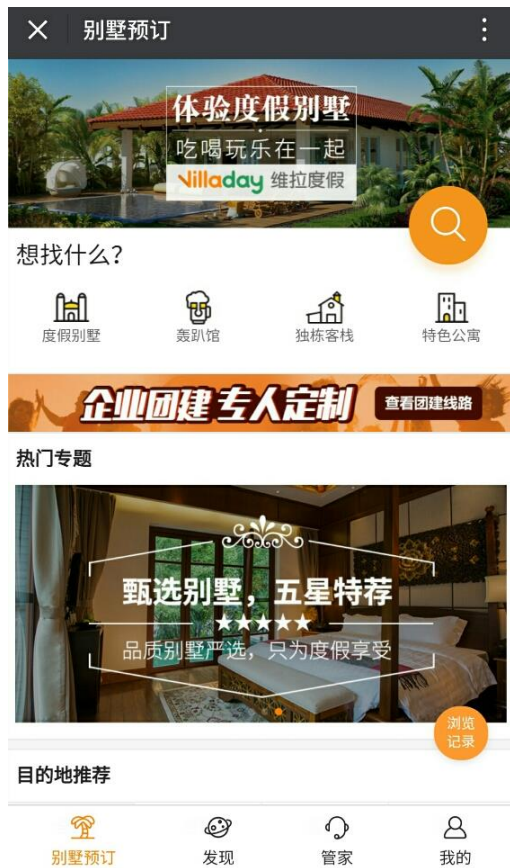 别墅预订
体验度假别墅
吃喝玩乐在一起
Villaday 维拉度假
想找什么?
度假别墅 轰趴馆 独栋客栈 特色公寓
企业团建 专人定制 查看团建线路
热门专题
甄选别墅，五星特荐
品质别墅严选，只为度假享受
浏览
记录
目的地推荐
别墅预订 发现 管家 我的